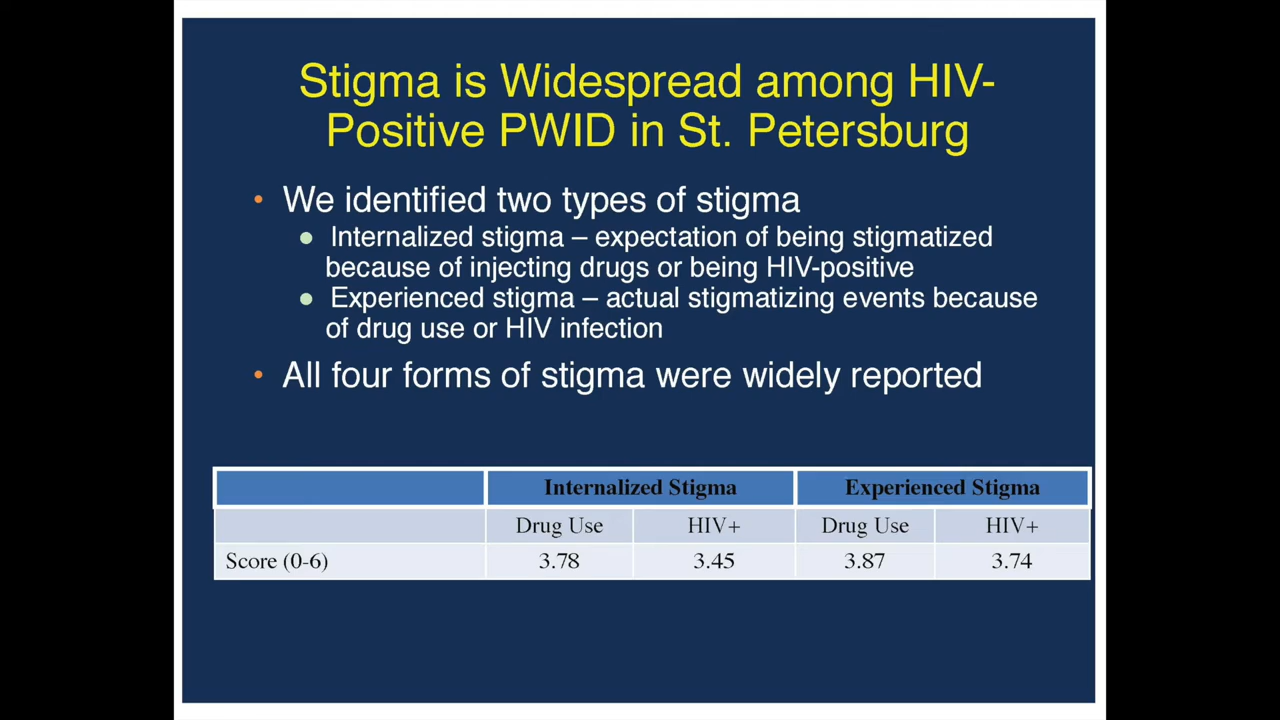 Stigma is Widespread among HIV-
Positive PWID in St. Petersburg
• We identified two types of stigma
● Internalized stigma – expectation of being stigmatized
because of injecting drugs or being HIV-positive
● Experienced stigma – actual stigmatizing events because
of drug use or HIV infection
• All four forms of stigma were widely reported
Internalized Stigma Experienced Stigma
Drug Use HIV+ Drug Use HIV+
Score (0-6) 3.78 3.45 3.87 3.74